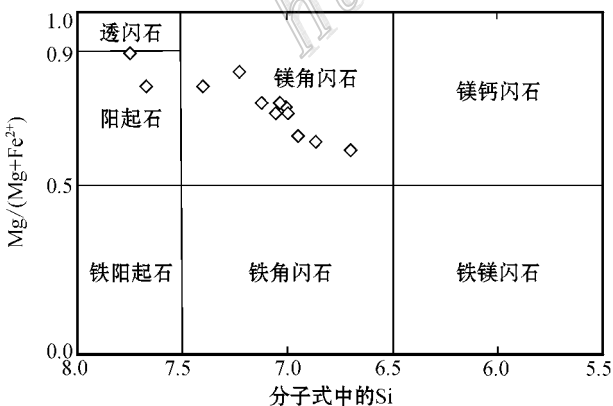 1.0
透闪石
0.9
镁角闪石
镁钙闪石
阳起石
Mg/(Mg+Fe²⁺)
0.5
铁阳起石
铁角闪石
铁镁闪石
0.0
8.0
7.5
7.0
6.5
6.0
5.5
分子式中的Si